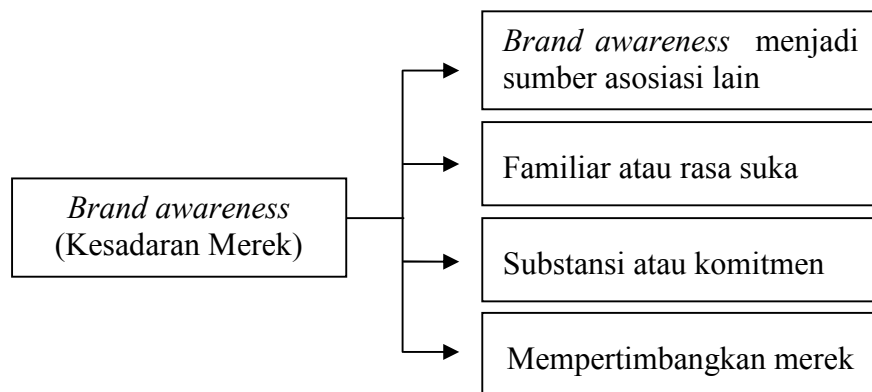 Brand awareness
(Kesadaran Merek)
Brand awareness menjadi
sumber asosiasi lain
Familiar atau rasa suka
Substansi atau komitmen
Mempertimbangkan merek